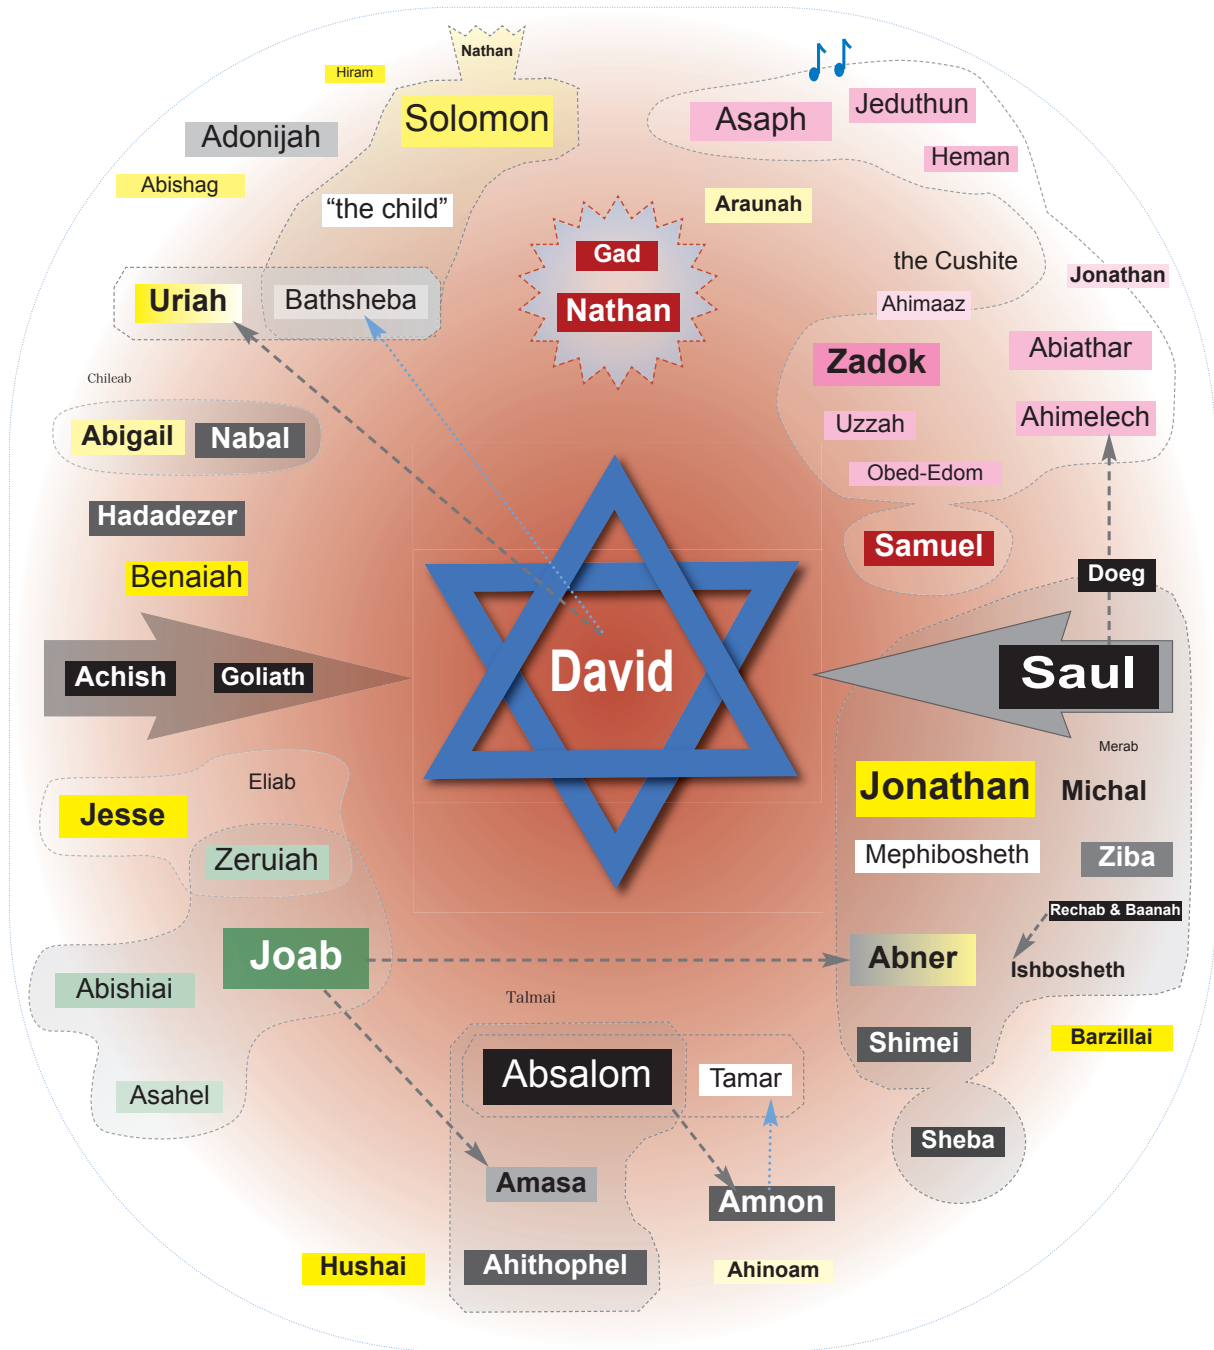 Nathan
Hiram
Solomon
Asaph
Jeduthun
Adonijah
Heman
Abishag
“the child”
Araunah
Gad
the Cushite
Jonathan
Uriah
Bathsheba
Nathan
Ahimaaz
Zadok
Abiathar
Chileab
Abigail
Nabal
Uzzah
Ahimelech
Obed-Edom
Hadadezer
Samuel
Benaiah
Doeg
Achish
Goliath
David
Saul
Merab
Eliab
Jonathan
Michal
Jesse
Zeruiah
Mephibosheth
Ziba
Rechab & Baanah
Joab
Abner
Ishbosheth
Abishiai
Talmai
Shimei
Barzillai
Absalom
Tamar
Asahel
Sheba
Amasa
Amnon
Hushai
Ahithophel
Ahinoam